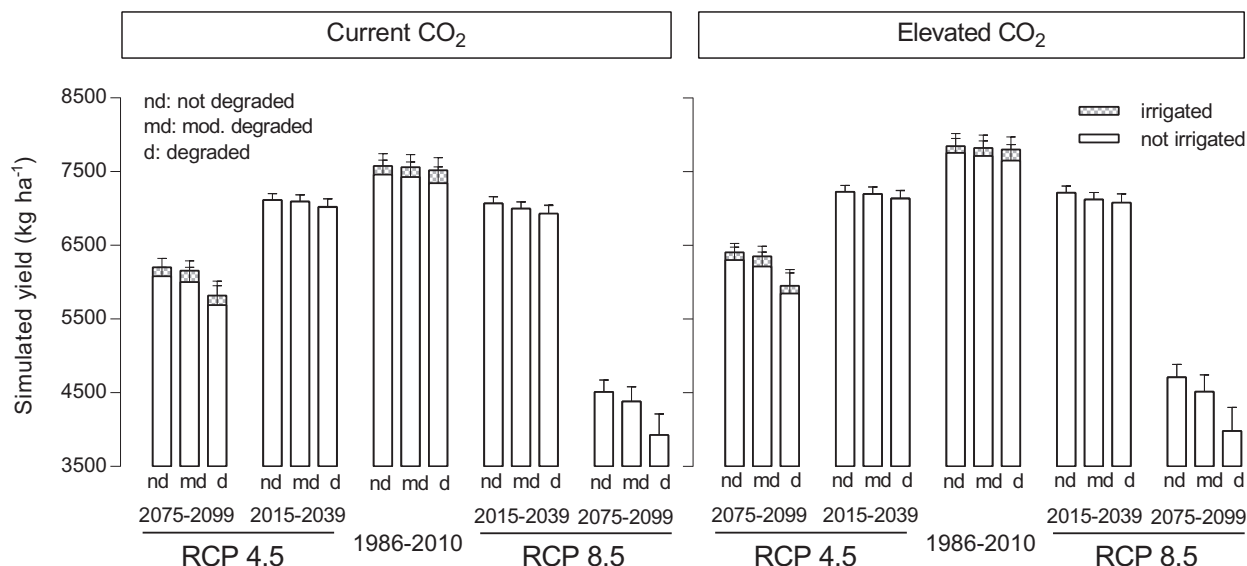 Current CO₂
Elevated CO₂
Simulated yield (kg ha⁻¹)
8500
7500
6500
5500
4500
3500
nd: not degraded
md: mod. degraded
d: degraded
irrigated
not irrigated
nd md d nd md d nd md d nd md d nd md d
2075-2099 2015-2039 1986-2010 2015-2039 2075-2099
RCP 4.5 RCP 8.5
nd md d nd md d nd md d nd md d nd md d
2075-2099 2015-2039 1986-2010 2015-2039 2075-2099
RCP 4.5 RCP 8.5